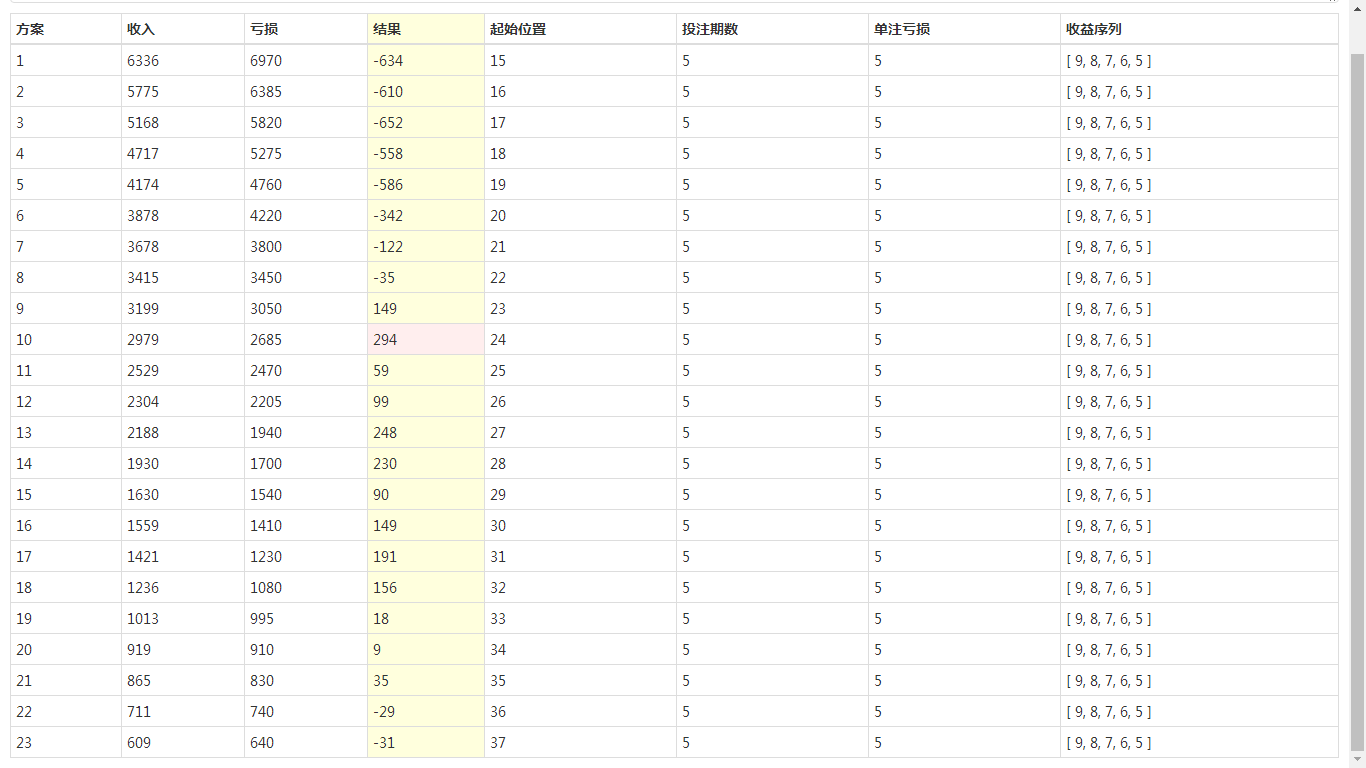 方案 收入 亏损 结果 起始位置 投注期数 单注亏损 收益序列
1 6336 6970 -634 15 5 5 [ 9, 8, 7, 6, 5 ]
2 5775 6385 -610 16 5 5 [ 9, 8, 7, 6, 5 ]
3 5168 5820 -652 17 5 5 [ 9, 8, 7, 6, 5 ]
4 4717 5275 -558 18 5 5 [ 9, 8, 7, 6, 5 ]
5 4174 4760 -586 19 5 5 [ 9, 8, 7, 6, 5 ]
6 3878 4220 -342 20 5 5 [ 9, 8, 7, 6, 5 ]
7 3678 3800 -122 21 5 5 [ 9, 8, 7, 6, 5 ]
8 3415 3450 -35 22 5 5 [ 9, 8, 7, 6, 5 ]
9 3199 3050 149 23 5 5 [ 9, 8, 7, 6, 5 ]
10 2979 2685 294 24 5 5 [ 9, 8, 7, 6, 5 ]
11 2529 2470 59 25 5 5 [ 9, 8, 7, 6, 5 ]
12 2304 2205 99 26 5 5 [ 9, 8, 7, 6, 5 ]
13 2188 1940 248 27 5 5 [ 9, 8, 7, 6, 5 ]
14 1930 1700 230 28 5 5 [ 9, 8, 7, 6, 5 ]
15 1630 1540 90 29 5 5 [ 9, 8, 7, 6, 5 ]
16 1559 1410 149 30 5 5 [ 9, 8, 7, 6, 5 ]
17 1421 1230 191 31 5 5 [ 9, 8, 7, 6, 5 ]
18 1236 1080 156 32 5 5 [ 9, 8, 7, 6, 5 ]
19 1013 995 18 33 5 5 [ 9, 8, 7, 6, 5 ]
20 919 910 9 34 5 5 [ 9, 8, 7, 6, 5 ]
21 865 830 35 35 5 5 [ 9, 8, 7, 6, 5 ]
22 711 740 -29 36 5 5 [ 9, 8, 7, 6, 5 ]
23 609 640 -31 37 5 5 [ 9, 8, 7, 6, 5 ]